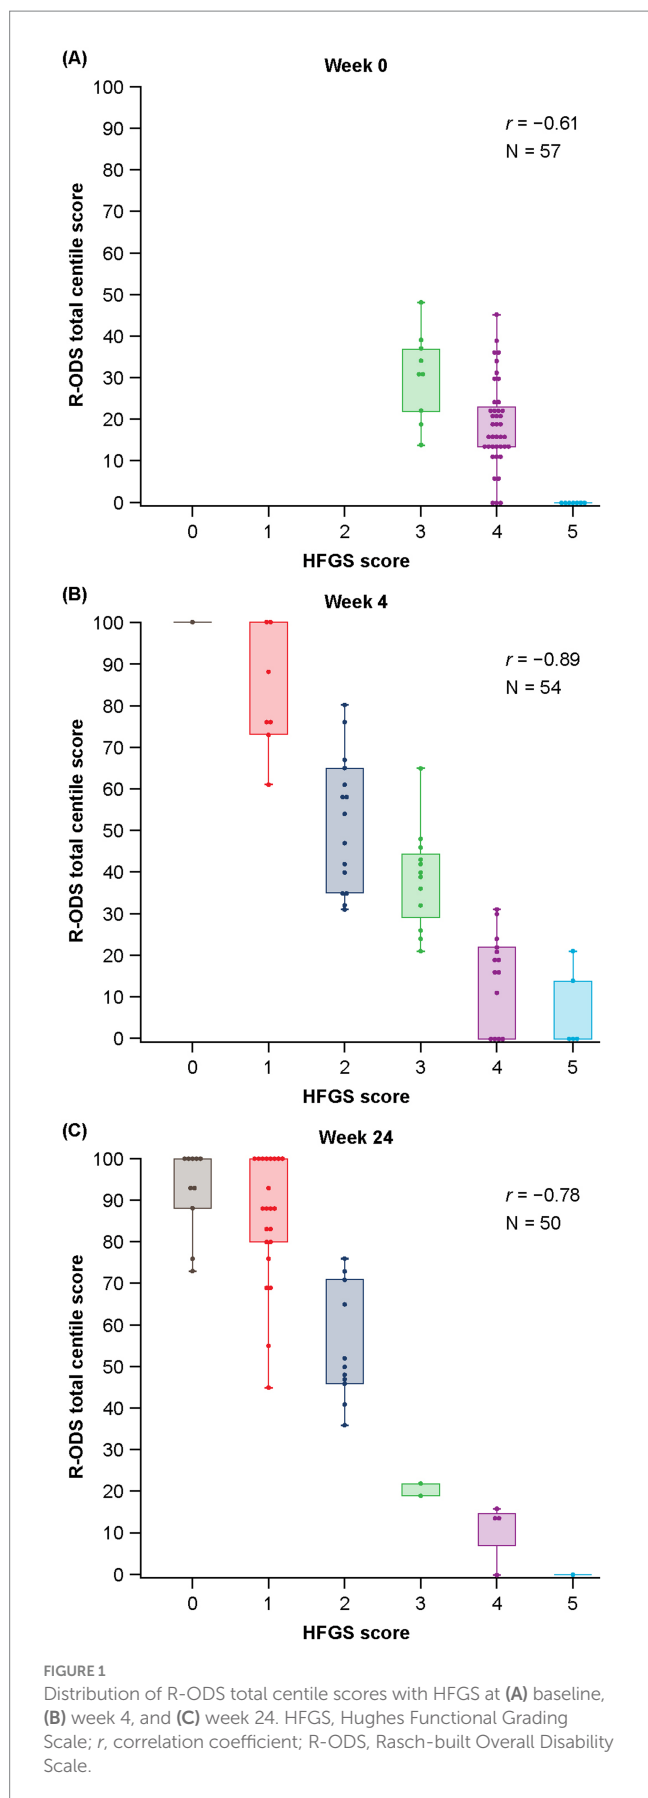 (A)
Week 0
r = −0.61
N = 57
R-ODS total centile score
100
90
80
70
60
50
40
30
20
10
0
0 1 2 3 4 5
HFGS score
(B)
Week 4
r = −0.89
N = 54
R-ODS total centile score
100
90
80
70
60
50
40
30
20
10
0
0 1 2 3 4 5
HFGS score
(C)
Week 24
r = −0.78
N = 50
R-ODS total centile score
100
90
80
70
60
50
40
30
20
10
0
0 1 2 3 4 5
HFGS score
FIGURE 1
Distribution of R-ODS total centile scores with HFGS at (A) baseline,
(B) week 4, and (C) week 24. HFGS, Hughes Functional Grading
Scale; r, correlation coefficient; R-ODS, Rasch-built Overall Disability
Scale.